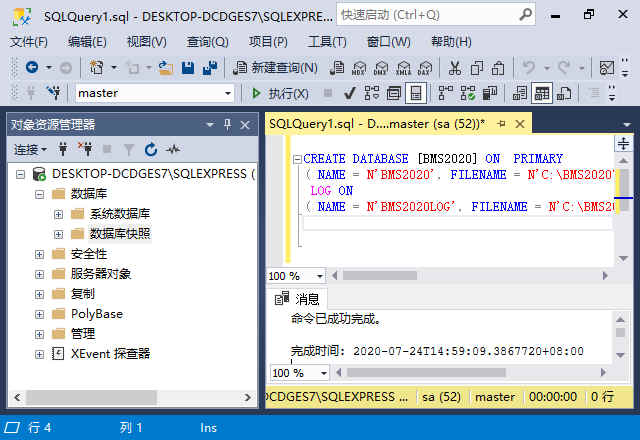 SQLQuery1.sql - DESKTOP-DCDGES7\SQLEXPRESS
快速启动 (Ctrl+Q)
文件(F) 编辑(E) 视图(V) 查询(Q) 项目(P) 工具(T) 窗口(W) 帮助(H)
新建查询(N) MDX DMX XMLA DAX
master 执行(X)
对象资源管理器
连接
DESKTOP-DCDGES7\SQLEXPRESS (
数据库
系统数据库
数据库快照
安全性
服务器对象
复制
PolyBase
管理
XEvent 探查器
SQLQuery1.sql - D....master (sa (52))*
CREATE DATABASE [BMS2020] ON PRIMARY
( NAME = N'BMS2020', FILENAME = N'C:\BMS2020
LOG ON
( NAME = N'BMS2020LOG', FILENAME = N'C:\BMS202
100 %
消息
命令已成功完成。
完成时间: 2020-07-24T14:59:09.3867720+08:00
100 %
DCDGES7\SQLEXPRESS ... sa (52) master 00:00:00 0 行
行 4 列 1 Ins